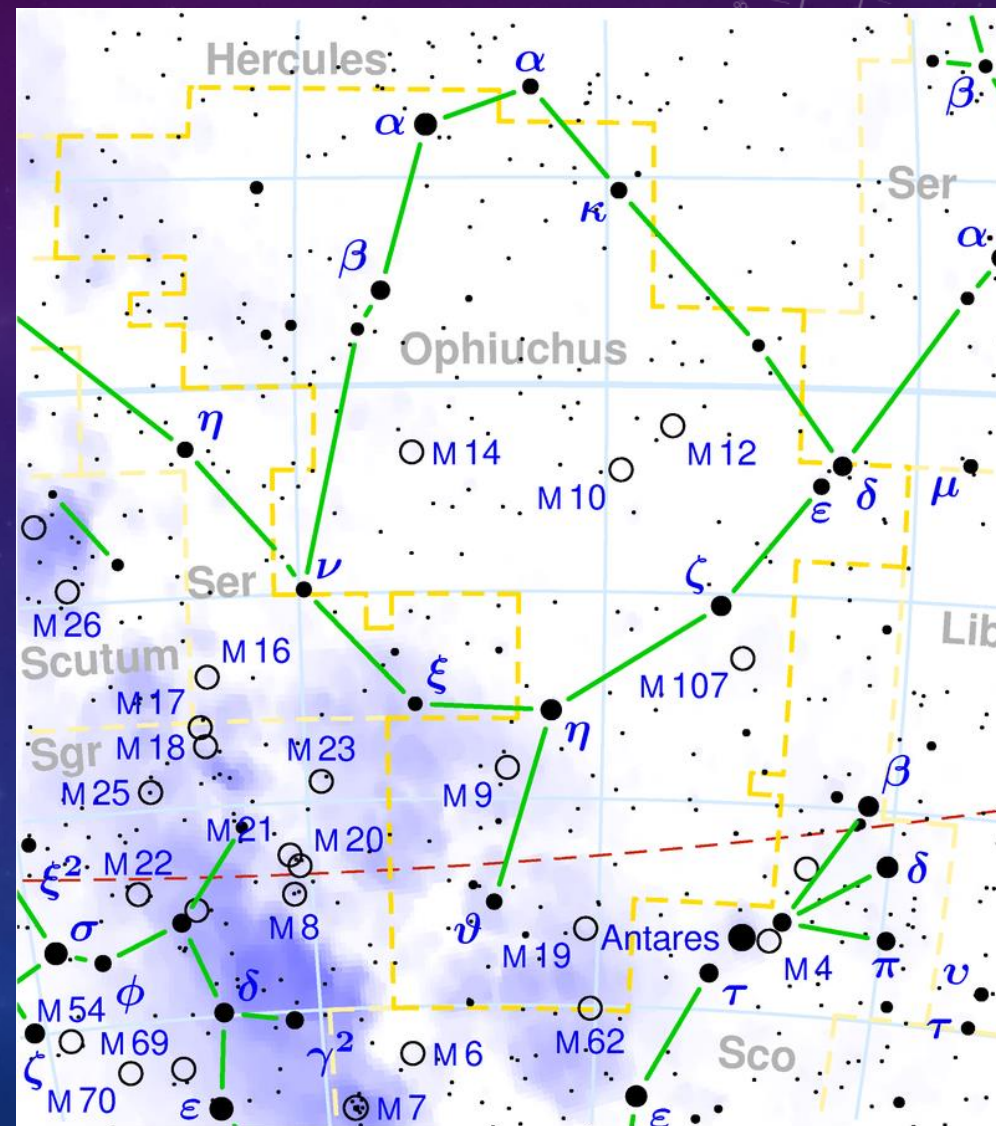 Hercules
α
α
β
Ser
κ
α
β
Ophiuchus
η
M 14
M 12
M 10
δ
μ
ε
ν
Ser
ζ
M 26
Lib
Scutum
M 16
ξ
M 107
M 17
η
Sgr
M 18
M 23
M 25
M 9
β
M 21
M 20
M 22
ξ²
δ
σ
M 8
ϑ
M 19
Antares
M 4
π
ϕ
δ
τ
υ
M 54
M 69
γ²
M 62
τ
ζ
M 6
Sco
M 70
ε
M 7
ε